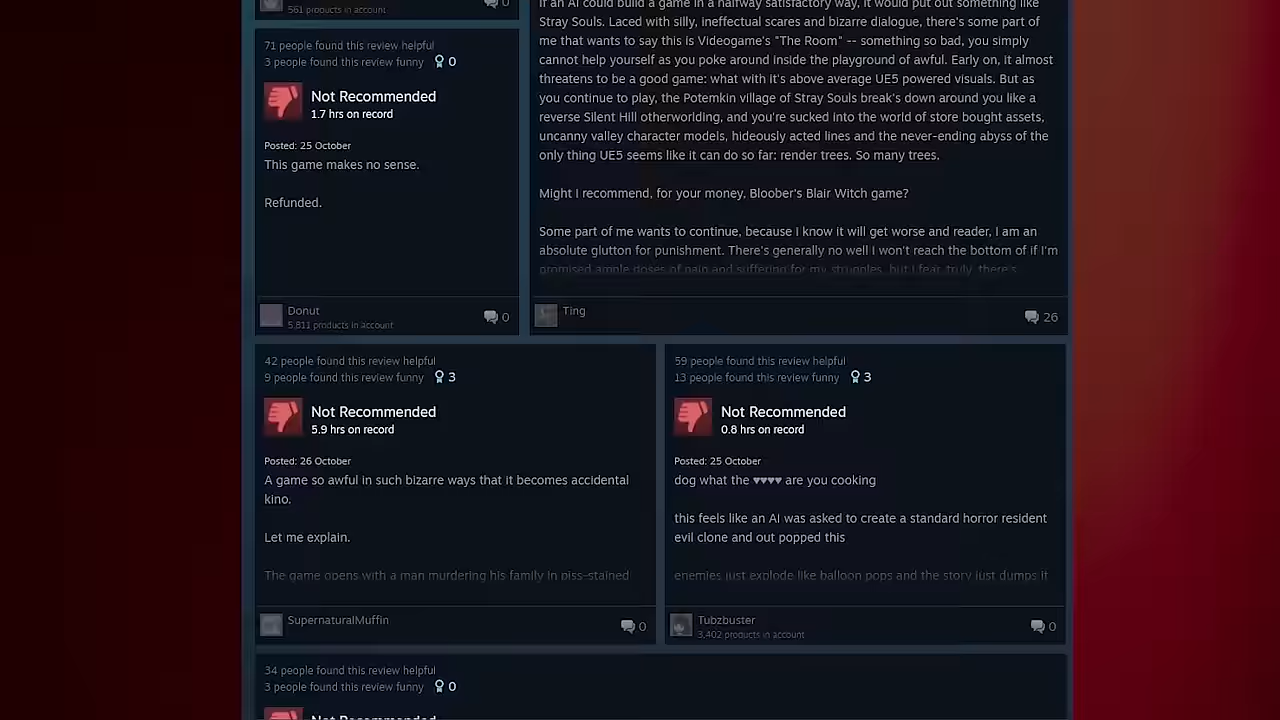 561 products in account
0
71 people found this review helpful
3 people found this review funny 0
Not Recommended
1.7 hrs on record
Posted: 25 October
This game makes no sense.
Refunded.
Donut
5,811 products in account
0
If an AI could build a game in a halfway satisfactory way, it would put out something like
Stray Souls. Laced with silly, ineffectual scares and bizarre dialogue, there's some part of
me that wants to say this is Videogame's "The Room" -- something so bad, you simply
cannot help yourself as you poke around inside the playground of awful. Early on, it almost
threatens to be a good game: what with it's above average UE5 powered visuals. But as
you continue to play, the Potemkin village of Stray Souls break's down around you like a
reverse Silent Hill otherworlding, and you're sucked into the world of store bought assets,
uncanny valley character models, hideously acted lines and the never-ending abyss of the
only thing UE5 seems like it can do so far: render trees. So many trees.
Might I recommend, for your money, Bloober's Blair Witch game?
Some part of me wants to continue, because I know it will get worse and reader, I am an
absolute glutton for punishment. There's generally no well I won't reach the bottom of if I'm
promised ample doses of pain and suffering for my struggles, but I fear, truly, there's
Ting
26
42 people found this review helpful
9 people found this review funny 3
Not Recommended
5.9 hrs on record
Posted: 26 October
A game so awful in such bizarre ways that it becomes accidental
kino.
Let me explain.
The game opens with a man murdering his family in piss-stained
SupernaturalMuffin
0
59 people found this review helpful
13 people found this review funny 3
Not Recommended
0.8 hrs on record
Posted: 25 October
dog what the ♥♥♥♥ are you cooking
this feels like an AI was asked to create a standard horror resident
evil clone and out popped this
enemies just explode like balloon pops and the story just dumps it
Tubzbuster
3,402 products in account
0
34 people found this review helpful
3 people found this review funny 0
Not Recommended